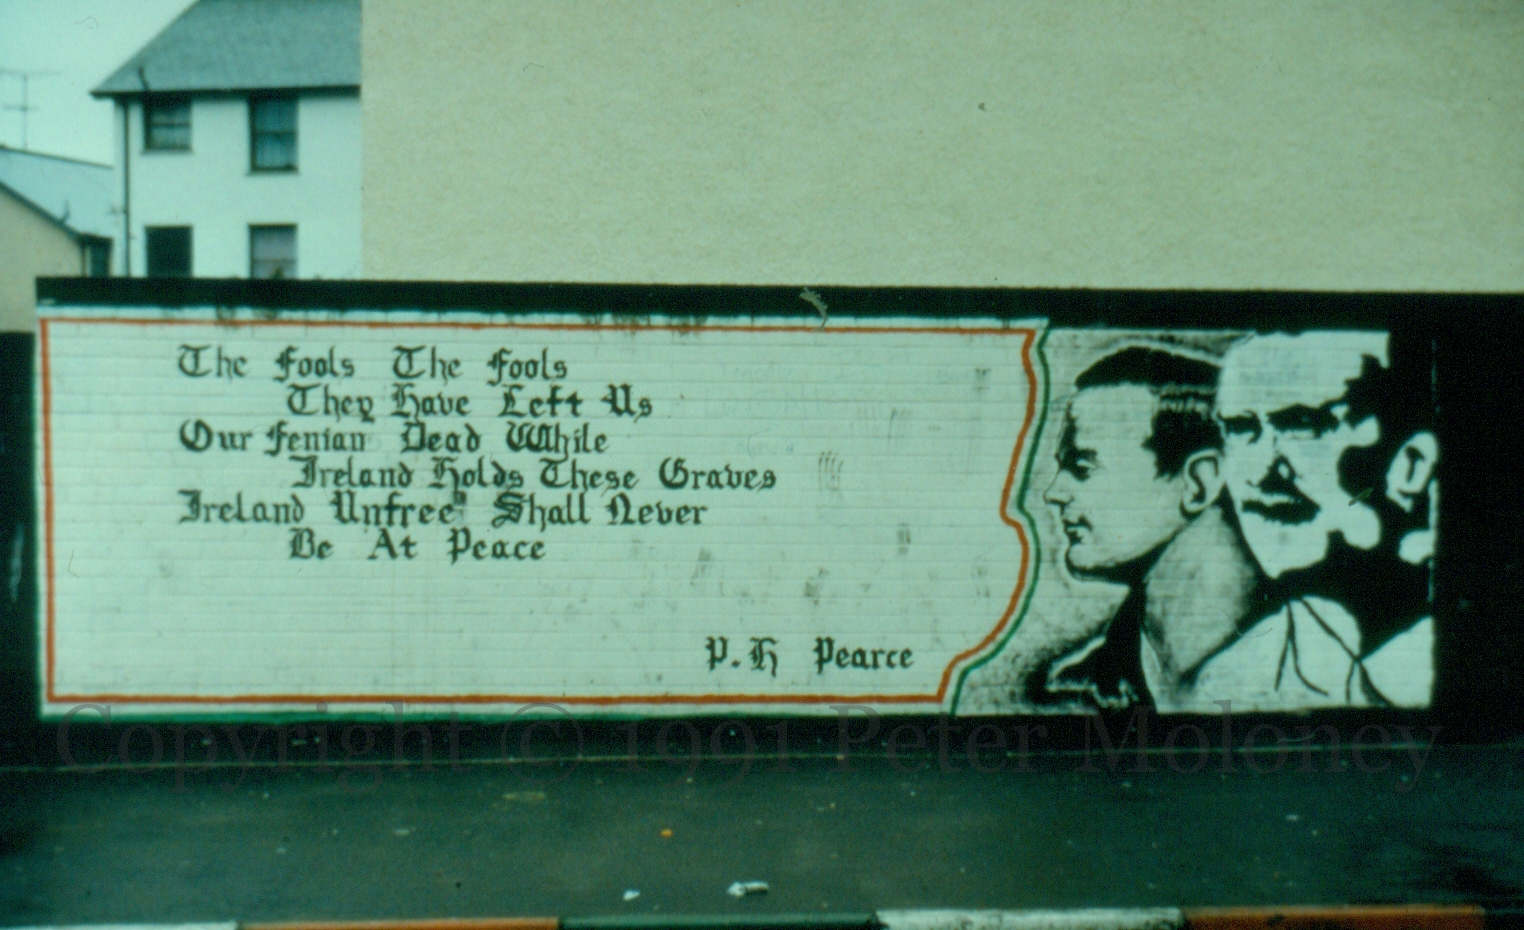 The Fools The Fools
They Have Left Us
Our Fenian Dead While
Ireland Holds These Graves
Ireland Unfree Shall Never
Be At Peace
P.H Pearce
Copyright © 1991 Peter Moloney